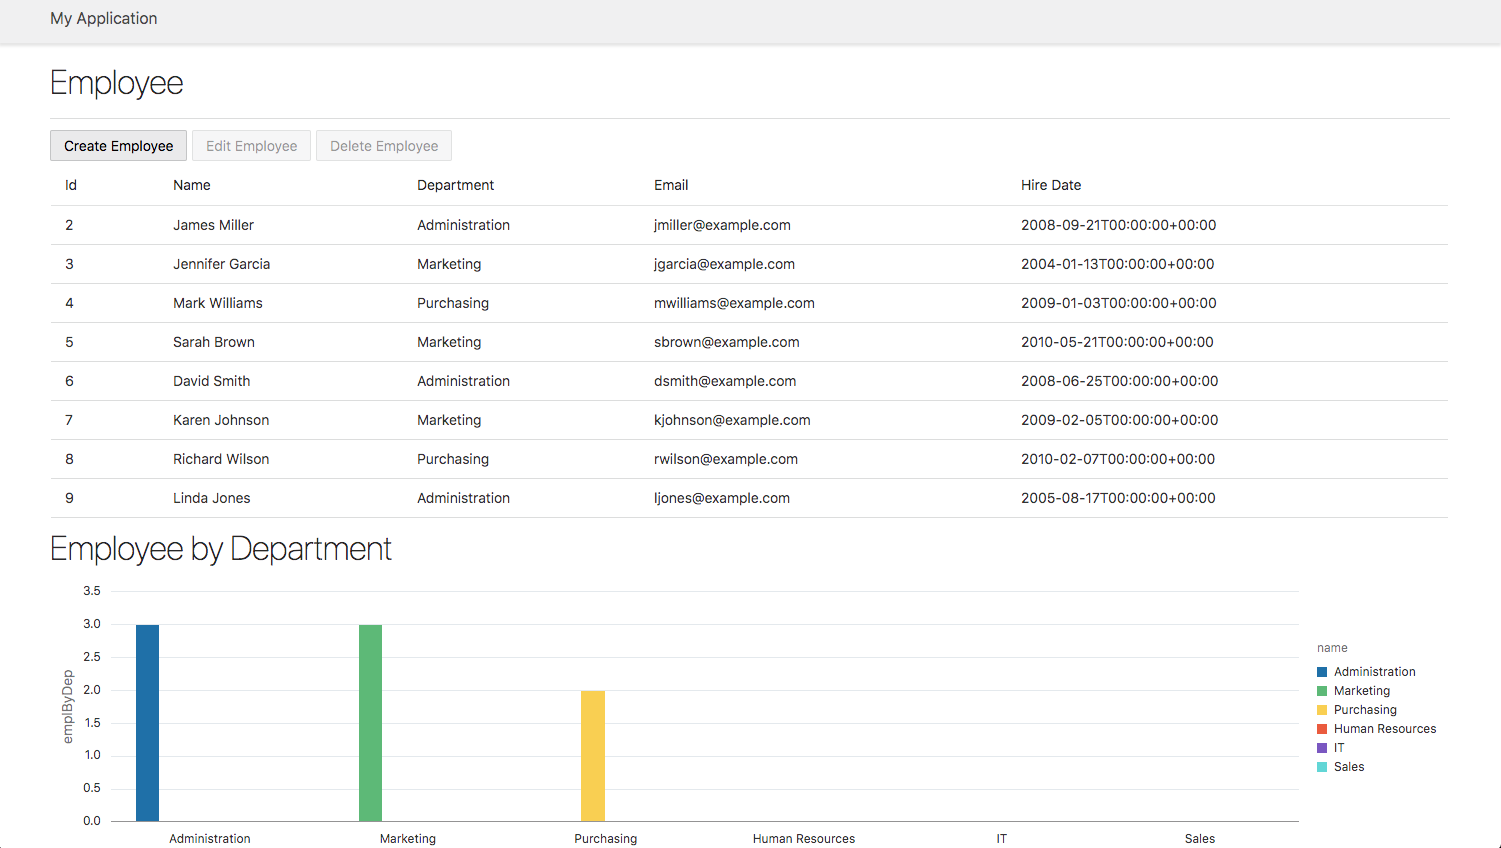 My Application
Employee
Create Employee Edit Employee Delete Employee
Id Name Department Email Hire Date
2 James Miller Administration jmiller@example.com 2008-09-21T00:00:00+00:00
3 Jennifer Garcia Marketing jgarcia@example.com 2004-01-13T00:00:00+00:00
4 Mark Williams Purchasing mwilliams@example.com 2009-01-03T00:00:00+00:00
5 Sarah Brown Marketing sbrown@example.com 2010-05-21T00:00:00+00:00
6 David Smith Administration dsmith@example.com 2008-06-25T00:00:00+00:00
7 Karen Johnson Marketing kjohnson@example.com 2009-02-05T00:00:00+00:00
8 Richard Wilson Purchasing rwilson@example.com 2010-02-07T00:00:00+00:00
9 Linda Jones Administration ljones@example.com 2005-08-17T00:00:00+00:00
Employee by Department
emplByDep
3.5
3.0
2.5
2.0
1.5
1.0
0.5
0.0
Administration Marketing Purchasing Human Resources IT Sales
name
Administration
Marketing
Purchasing
Human Resources
IT
Sales